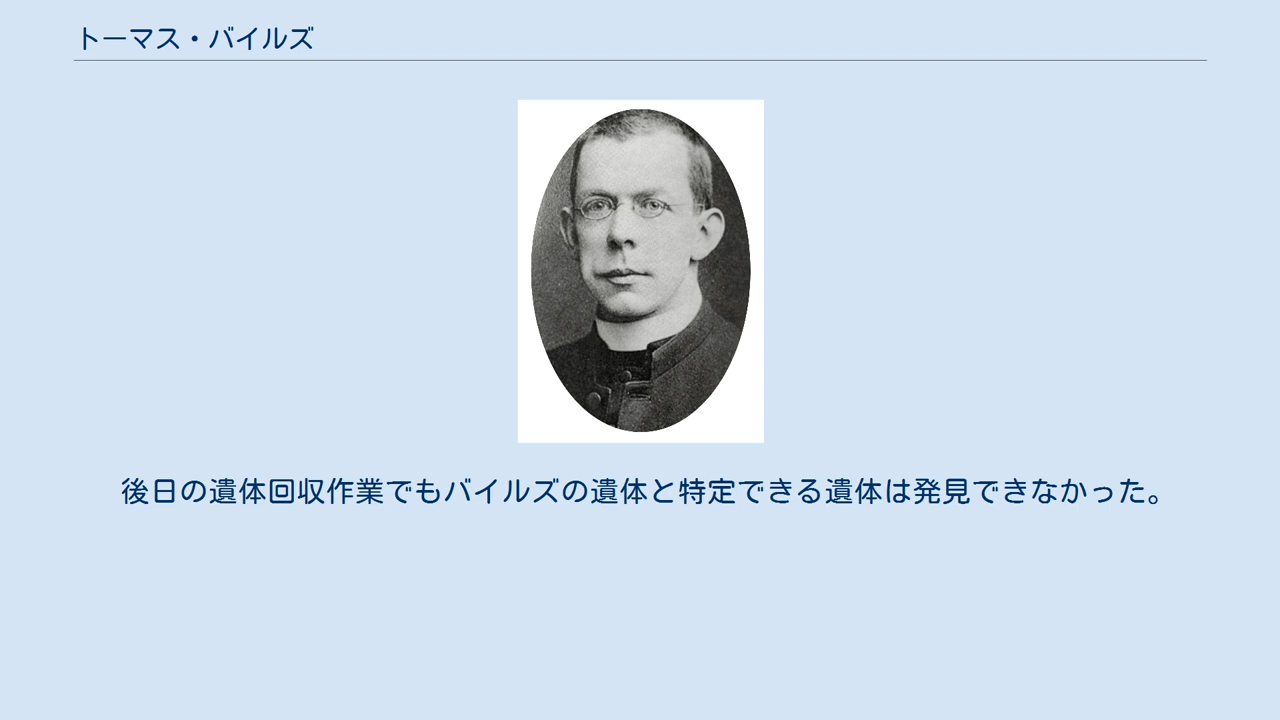 トーマス・バイルズ
後日の遺体回収作業でもバイルズの遺体と特定できる遺体は発見できなかった。